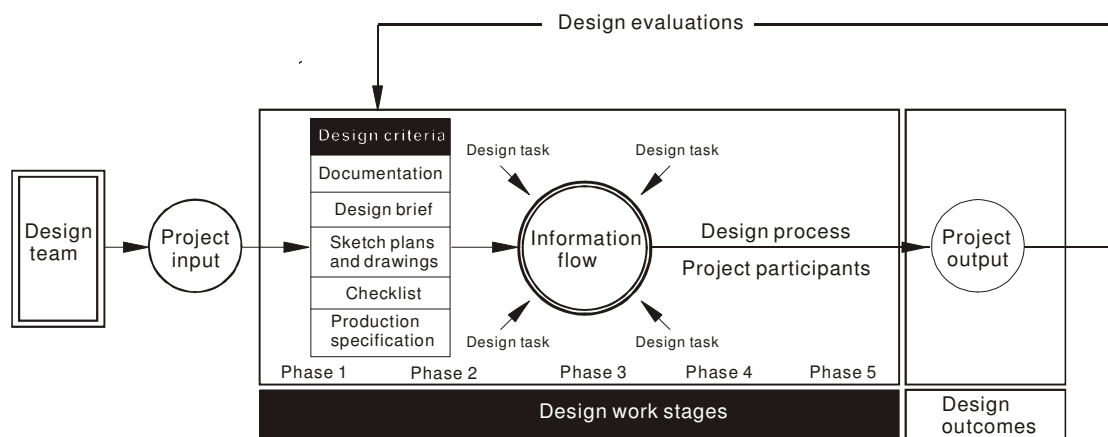 Design evaluations
Design criteria
Design task
Design task
Documentation
Design brief
Design
team
Project
input
Sketch plans
and drawings
Information
flow
Design process
Project participants
Project
output
Checklist
Production
specification
Design task
Design task
Phase 1
Phase 2
Phase 3
Phase 4
Phase 5
Design work stages
Design
outcomes